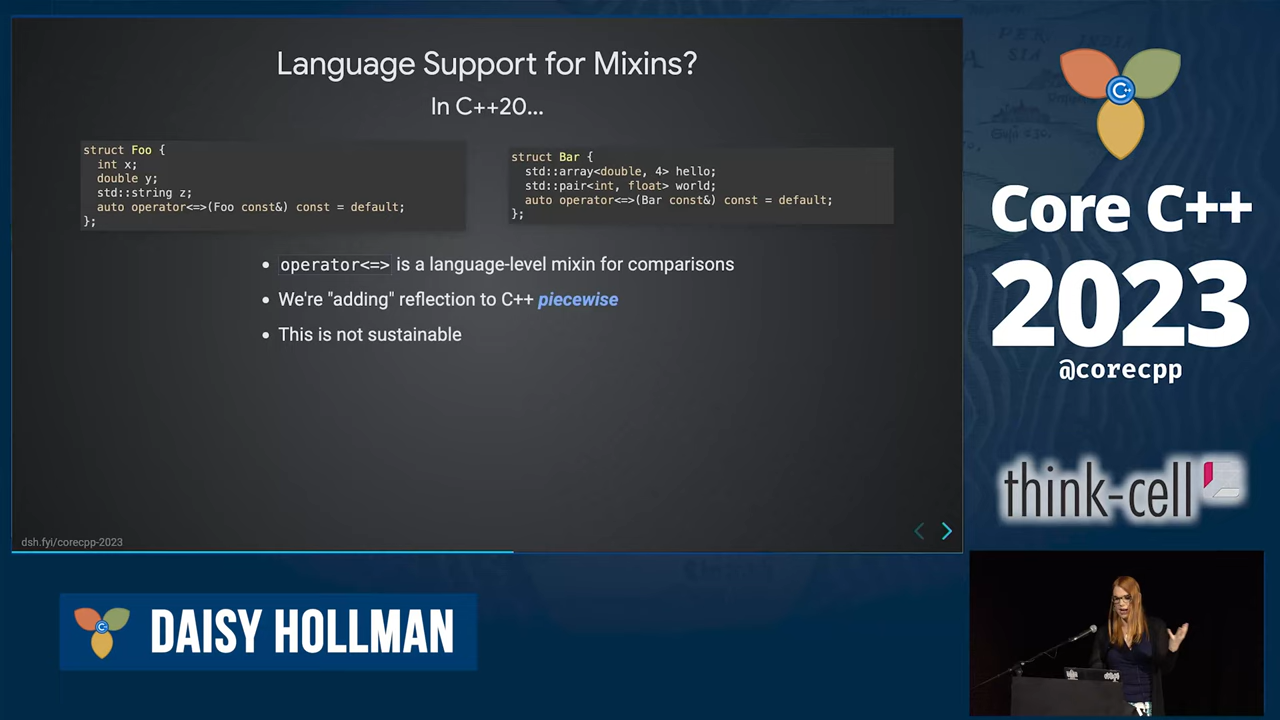 Language Support for Mixins?
In C++20...
struct Foo {
  int x;
  double y;
  std::string z;
  auto operator<=>(Foo const&) const = default;
};
struct Bar {
  std::array<double, 4> hello;
  std::pair<int, float> world;
  auto operator<=>(Bar const&) const = default;
};
• operator<=> is a language-level mixin for comparisons
• We're "adding" reflection to C++ piecewise
• This is not sustainable
dsh.fyi/corecpp-2023
C++
Core C++
2023
@corecpp
think-cell
C++
DAISY HOLLMAN